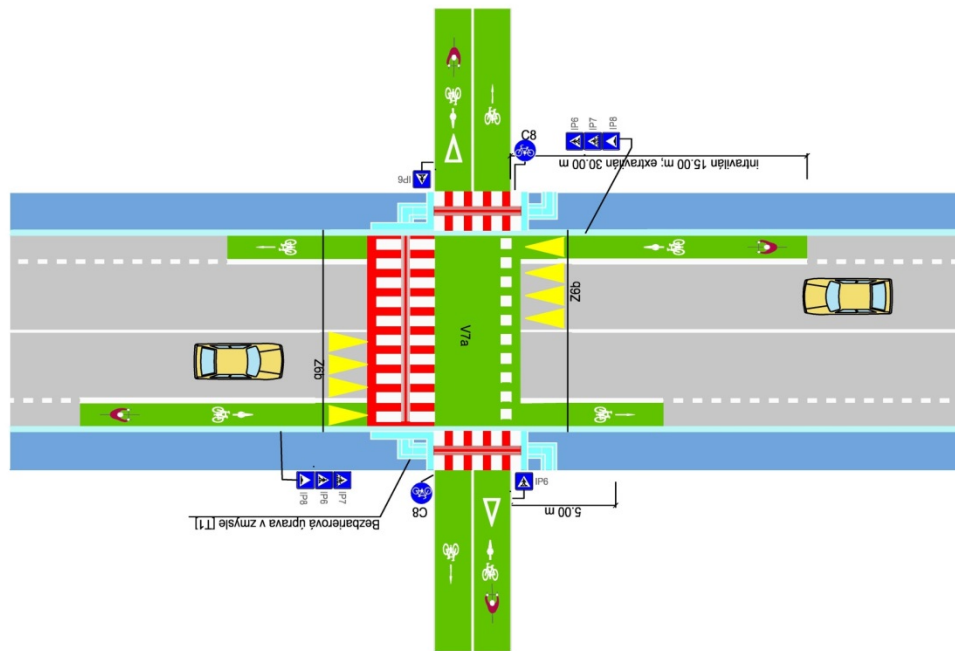 C8
IP6
IP7
IP8
IP6
intravilán 15.00 m; extravilán 30.00 m
Z6b
V7a
Z6b
IP8
IP6
IP7
C8
IP6
5.00 m
Bezbarierová úprava v zmysle [T1]